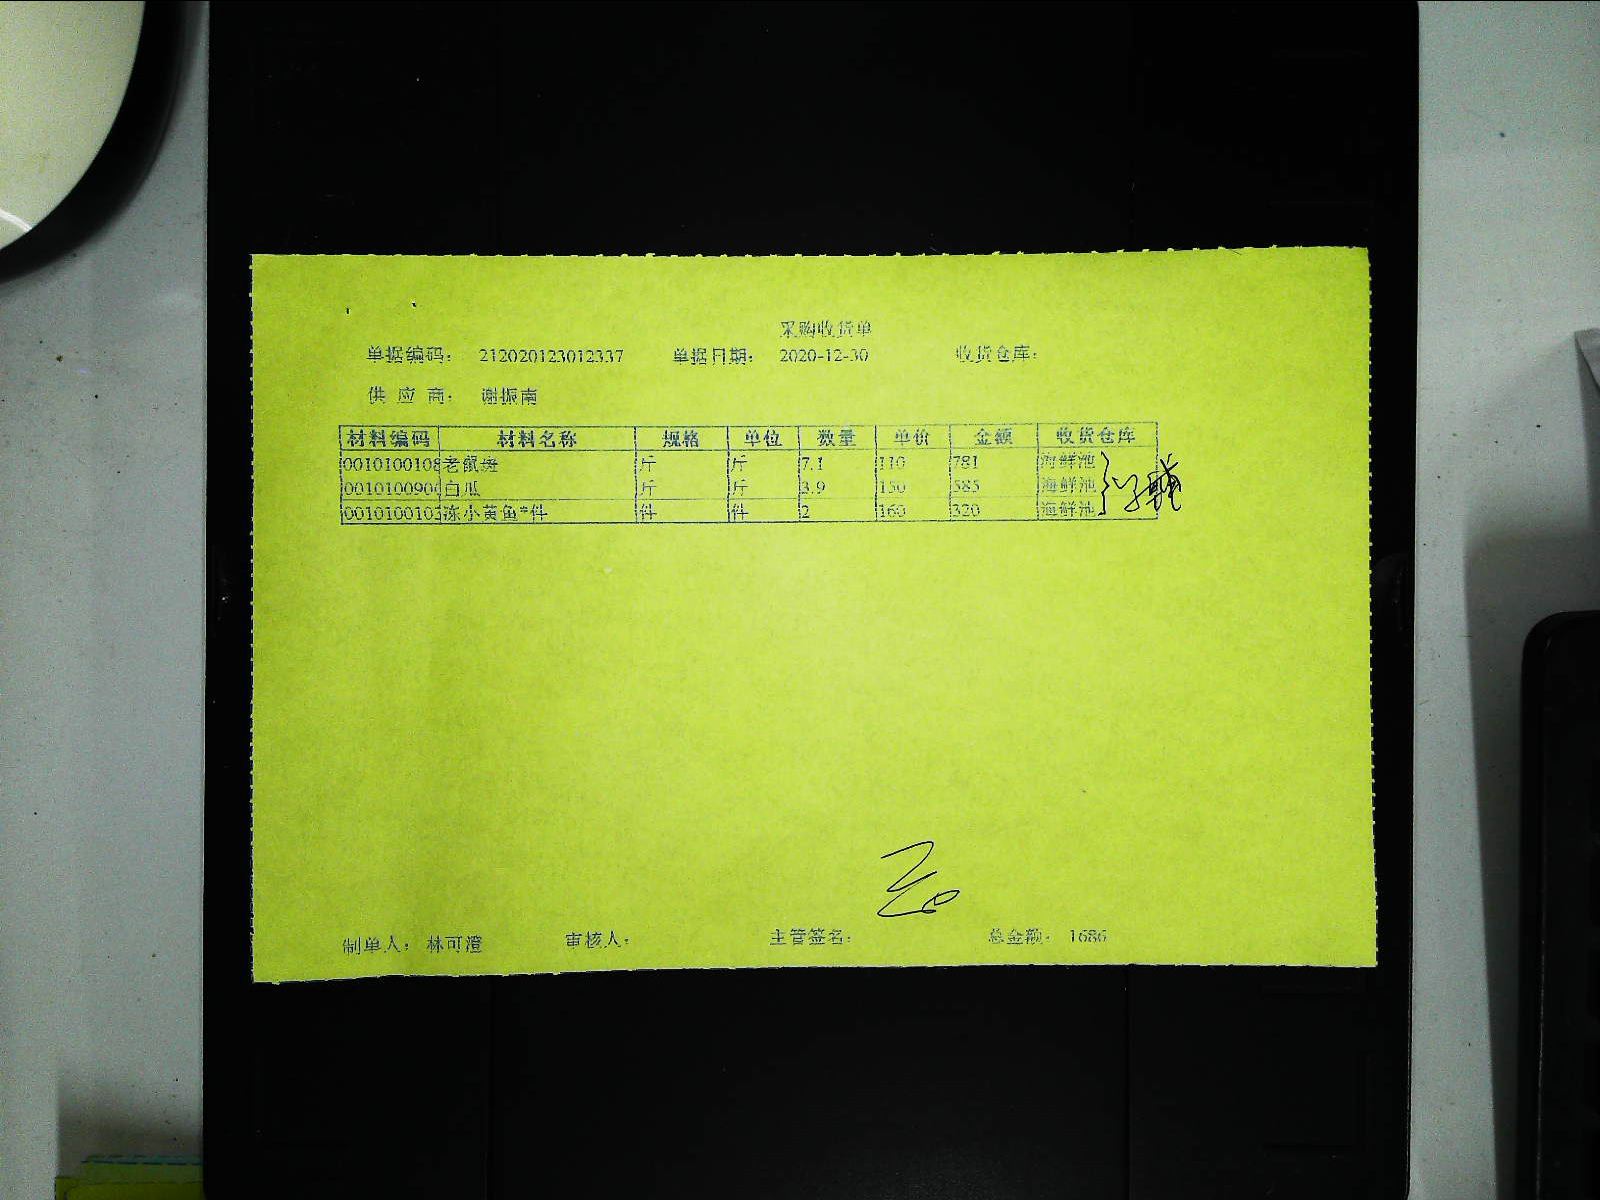 采购收货单
单据编码： 212020123012337 单据日期： 2020-12-30 收货仓库：
供 应 商： 谢振南
材料编码 材料名称 规格 单位 数量 单价 金额 收货仓库
0010100108 老鼠斑 斤 斤 7.1 110 781 海鲜池
001010090 白瓜 斤 斤 3.9 150 585 海鲜池
001010010 冻小黄鱼*件 件 件 2 160 320 海鲜池
制单人： 林可澄 审核人： 主管签名： 总金额： 1686